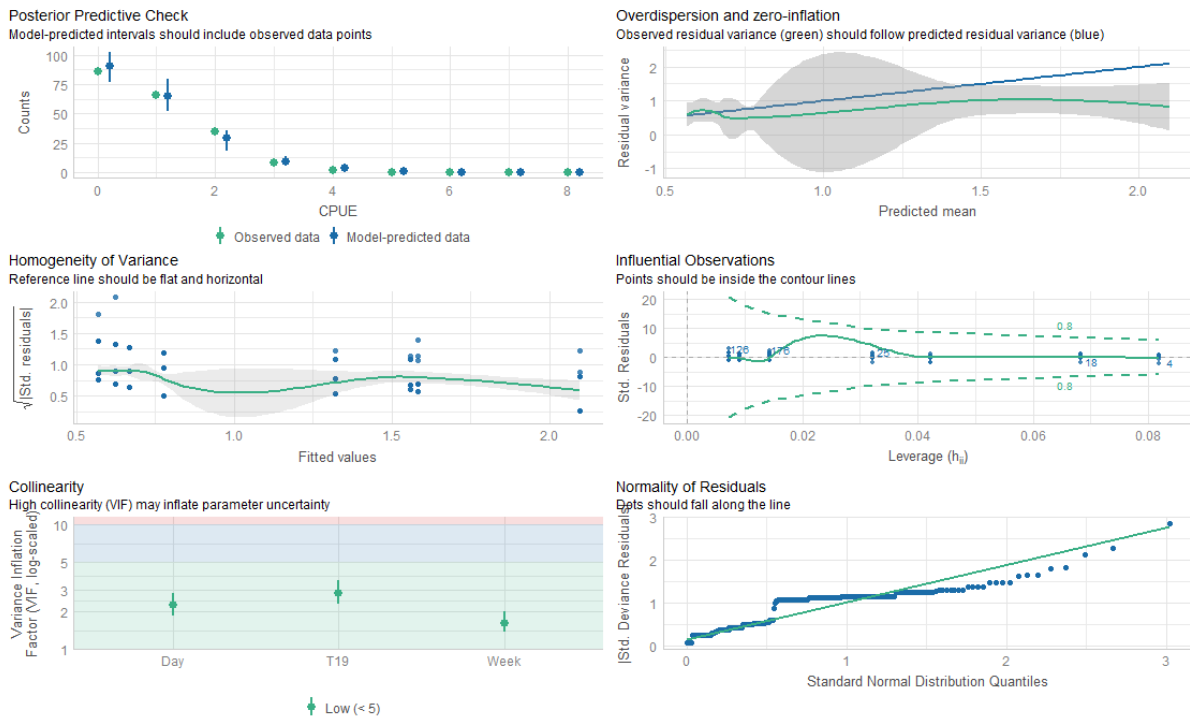 Posterior Predictive Check
Model-predicted intervals should include observed data points
100
75
50
25
0
Counts
0 2 4 6 8
CPUE
Observed data Model-predicted data
Overdispersion and zero-inflation
Observed residual variance (green) should follow predicted residual variance (blue)
2
1
0
-1
Residual variance
0.5 1.0 1.5 2.0
Predicted mean
Homogeneity of Variance
Reference line should be flat and horizontal
2.0
1.5
1.0
0.5
√|Std. residuals|
0.5 1.0 1.5 2.0
Fitted values
Influential Observations
Points should be inside the contour lines
20
10
0
-10
-20
Std. Residuals
0.8
126 176 25 18 4
0.8
0.00 0.02 0.04 0.06 0.08
Leverage (hii)
Collinearity
High collinearity (VIF) may inflate parameter uncertainty
10
5
3
2
1
Variance Inflation
Factor (VIF, log-scaled)
Day T19 Week
Low (< 5)
Normality of Residuals
Dots should fall along the line
3
2
1
0
|Std. Deviance Residuals|
0 1 2 3
Standard Normal Distribution Quantiles